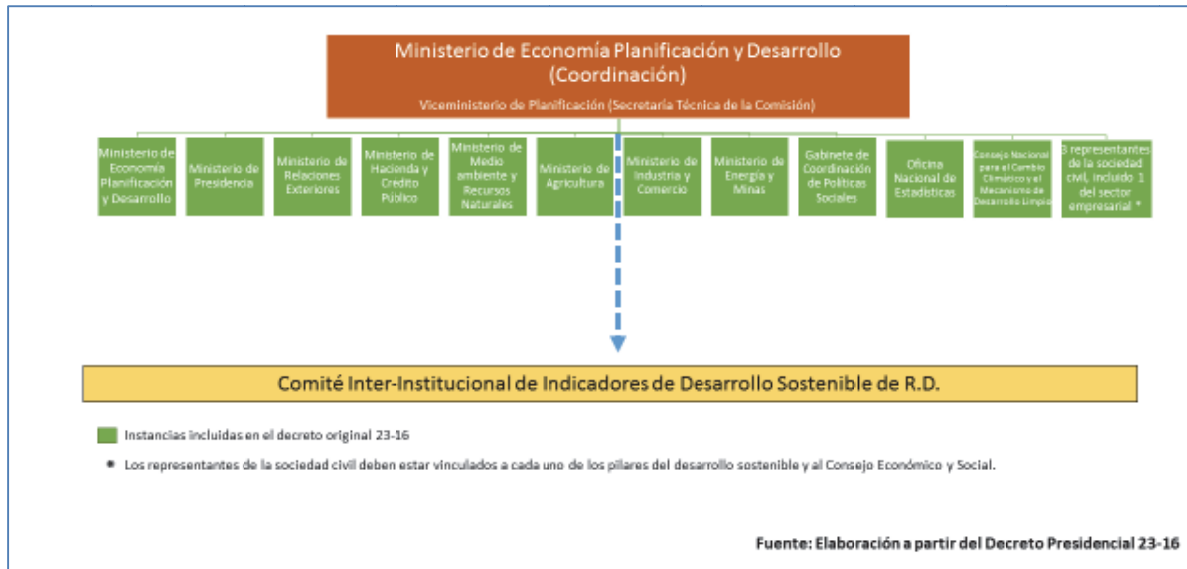 Ministerio de Economía Planificación y Desarrollo
(Coordinación)
Viceministerio de Planificación (Secretaría Técnica de la Comisión)
Ministerio de
Economía
Planificación
y Desarrollo
Ministerio de
Presidencia
Ministerio de
Relaciones
Exteriores
Ministerio de
Hacienda y
Credito
Público
Ministerio de
Medio
ambiente y
Recursos
Naturales
Ministerio de
Agricultura
Ministerio de
Industria y
Comercio
Ministerio de
Energía y
Minas
Gabinete de
Coordinación
de Políticas
Sociales
Oficina
Nacional de
Estadísticas
Consejo Nacional
para el Cambio
Climático y el
Mecanismo de
Desarrollo Limpio
3 representantes
de la sociedad
civil, incluido 1
del sector
empresarial *
Comité Inter-Institucional de Indicadores de Desarrollo Sostenible de R.D.
Instancias incluidas en el decreto original 23-16
* Los representantes de la sociedad civil deben estar vinculados a cada uno de los pilares del desarrollo sostenible y al Consejo Económico y Social.
Fuente: Elaboración a partir del Decreto Presidencial 23-16